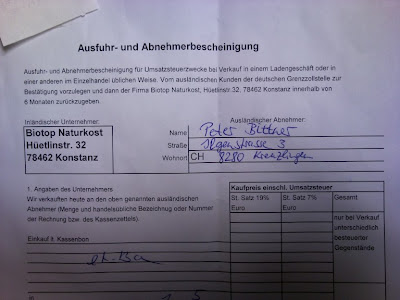 Ausfuhr- und Abnehmerbescheinigung
Ausfuhr- und Abnehmerbescheinigung für Umsatzsteuerzwecke bei Verkauf in einem Ladengeschäft oder in
einer anderen im Einzelhandel üblichen Weise. Vom ausländischen Kunden der deutschen Grenzzollstelle zur
Bestätigung vorzulegen und dann der Firma Biotop Naturkost, Hüetlinstr. 32, 78462 Konstanz innerhalb von
6 Monaten zurückzugeben.
Inländischer Unternehmer: Ausländischer Abnehmer:
Biotop Naturkost Name Peter Bittner
Hüetlinstr. 32 Straße Ilgenstrasse 3
78462 Konstanz Wohnort CH 8280 Kreuzlingen
1. Angaben des Unternehmers Kaufpreis einschl. Umsatzsteuer
Wir verkauften heute an den oben genannten ausländischen St. Satz 19% St. Satz 7% Gesamt
Abnehmer (Menge und handelsübliche Bezeichnug oder Nummer Euro Euro
der Rechnung bzw. des Kassenzettels). nur bei Verkauf
unterschiedlich
Einkauf lt. Kassenbon besteuerter
Gegenstände